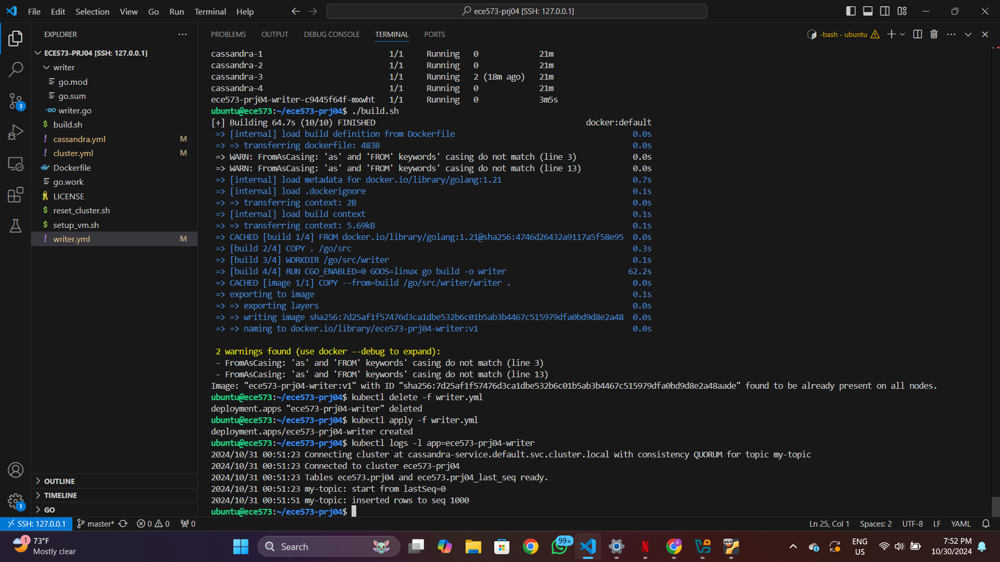 File Edit Selection View Go Run Terminal Help
ece573-prj04 [SSH: 127.0.0.1]
EXPLORER
ECE573-PRJ04 [SSH: 127.0.0.1]
writer
go.mod
go.sum
writer.go
build.sh
cassandra.yml M
cluster.yml M
Dockerfile
go.work
LICENSE
reset_cluster.sh
setup_vm.sh
writer.yml M
OUTLINE
TIMELINE
GO
3
1
PROBLEMS OUTPUT DEBUG CONSOLE TERMINAL PORTS
-bash - ubuntu
cassandra-1 1/1 Running 0 21m
cassandra-2 1/1 Running 0 21m
cassandra-3 1/1 Running 2 (18m ago) 21m
cassandra-4 1/1 Running 0 21m
ece573-prj04-writer-c9445f64f-mxwht 1/1 Running 0 3m5s
ubuntu@ece573:~/ece573-prj04$ ./build.sh
[+] Building 64.7s (10/10) FINISHED docker:default
=> [internal] load build definition from Dockerfile 0.0s
=> => transferring dockerfile: 483B 0.0s
=> WARN: FromAsCasing: 'as' and 'FROM' keywords' casing do not match (line 3) 0.0s
=> WARN: FromAsCasing: 'as' and 'FROM' keywords' casing do not match (line 13) 0.0s
=> [internal] load metadata for docker.io/library/golang:1.21 0.7s
=> [internal] load .dockerignore 0.1s
=> => transferring context: 2B 0.0s
=> [internal] load build context 0.1s
=> => transferring context: 5.69kB 0.1s
=> CACHED [build 1/4] FROM docker.io/library/golang:1.21@sha256:4746d26432a9117a5f58e95 0.0s
=> [build 2/4] COPY . /go/src 0.3s
=> [build 3/4] WORKDIR /go/src/writer 0.1s
=> [build 4/4] RUN CGO_ENABLED=0 GOOS=linux go build -o writer 62.2s
=> CACHED [image 1/1] COPY --from=build /go/src/writer/writer . 0.0s
=> exporting to image 0.1s
=> => exporting layers 0.0s
=> => writing image sha256:7d25af1f57476d3ca1dbe532b6c01b5ab3b4467c515979dfa0bd9d8e2a48 0.0s
=> => naming to docker.io/library/ece573-prj04-writer:v1 0.0s
2 warnings found (use docker --debug to expand):
- FromAsCasing: 'as' and 'FROM' keywords' casing do not match (line 3)
- FromAsCasing: 'as' and 'FROM' keywords' casing do not match (line 13)
Image: "ece573-prj04-writer:v1" with ID "sha256:7d25af1f57476d3ca1dbe532b6c01b5ab3b4467c515979dfa0bd9d8e2a48aade" found to be already present on all nodes.
ubuntu@ece573:~/ece573-prj04$ kubectl delete -f writer.yml
deployment.apps "ece573-prj04-writer" deleted
ubuntu@ece573:~/ece573-prj04$ kubectl apply -f writer.yml
deployment.apps/ece573-prj04-writer created
ubuntu@ece573:~/ece573-prj04$ kubectl logs -l app=ece573-prj04-writer
2024/10/31 00:51:23 Connecting cluster at cassandra-service.default.svc.cluster.local with consistency QUORUM for topic my-topic
2024/10/31 00:51:23 Connected to cluster ece573-prj04
2024/10/31 00:51:23 Tables ece573.prj04 and ece573.prj04_last_seq ready.
2024/10/31 00:51:23 my-topic: start from lastSeq=0
2024/10/31 00:51:51 my-topic: inserted rows to seq 1000
ubuntu@ece573:~/ece573-prj04$
SSH: 127.0.0.1 master* 0 0 0 Ln 25, Col 1 Spaces: 2 UTF-8 LF YAML
1
73°F
Mostly clear
Search
99+
x64
ENG
US
7:52 PM
10/30/2024